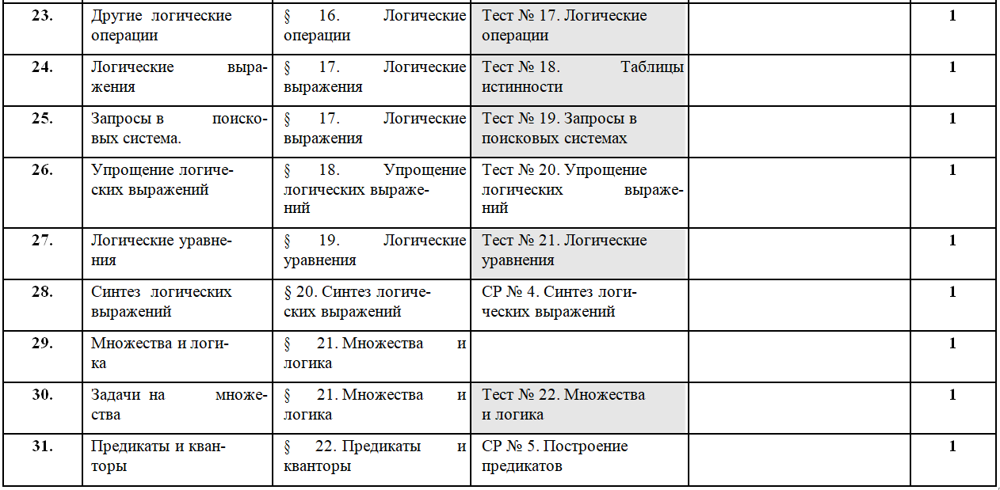 23.
Другие логические
операции
§ 16. Логические
операции
Тест № 17. Логические
операции
1
24.
Логические выра-
жения
§ 17. Логические
выражения
Тест № 18. Таблицы
истинности
1
25.
Запросы в поиско-
вых система.
§ 17. Логические
выражения
Тест № 19. Запросы в
поисковых системах
1
26.
Упрощение логиче-
ских выражений
§ 18. Упрощение
логических выраже-
ний
Тест № 20. Упрощение
логических выраже-
ний
1
27.
Логические уравне-
ния
§ 19. Логические
уравнения
Тест № 21. Логические
уравнения
1
28.
Синтез логических
выражений
§ 20. Синтез логиче-
ских выражений
СР № 4. Синтез логи-
ческих выражений
1
29.
Множества и логи-
ка
§ 21. Множества и
логика
1
30.
Задачи на множе-
ства
§ 21. Множества и
логика
Тест № 22. Множества
и логика
1
31.
Предикаты и кван-
торы
§ 22. Предикаты и
кванторы
СР № 5. Построение
предикатов
1